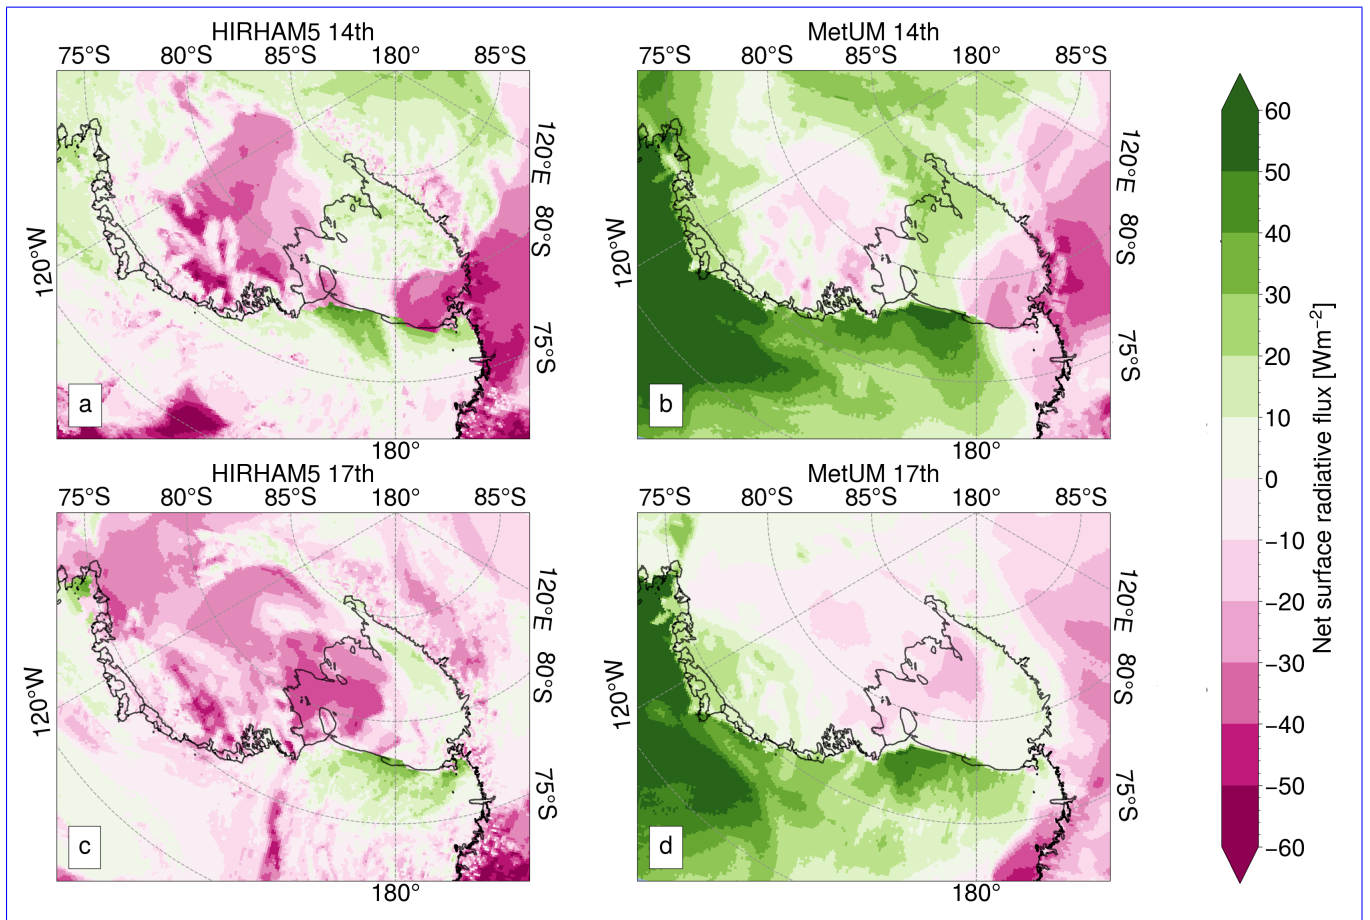 HIRHAM5 14th
75°S 80°S 85°S 180° 85°S
120°E
80°S
75°S
120°W
a
180°
MetUM 14th
75°S 80°S 85°S 180° 85°S
120°E
80°S
75°S
120°W
b
180°
HIRHAM5 17th
75°S 80°S 85°S 180° 85°S
120°E
80°S
75°S
120°W
c
180°
MetUM 17th
75°S 80°S 85°S 180° 85°S
120°E
80°S
75°S
120°W
d
180°
60
50
40
30
20
10
0
−10
−20
−30
−40
−50
−60
Net surface radiative flux [Wm⁻²]